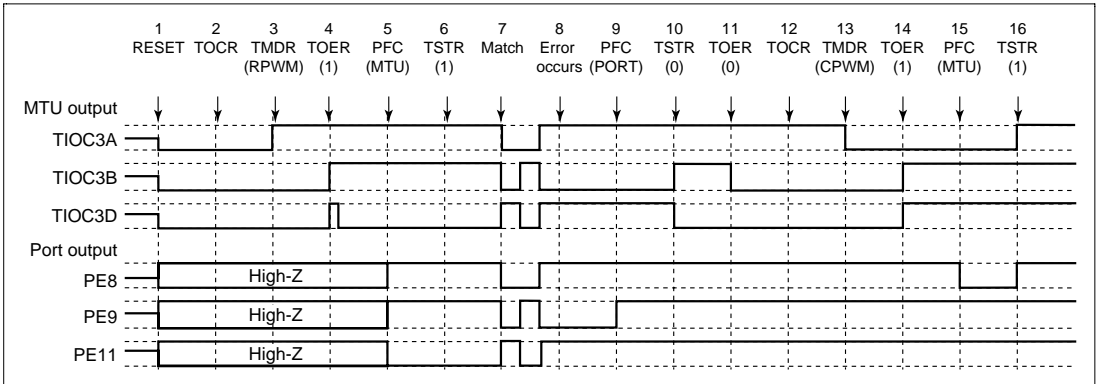 1 2 3 4 5 6 7 8 9 10 11 12 13 14 15 16
RESET TOCR TMDR TOER PFC TSTR Match Error PFC TSTR TOER TOCR TMDR TOER PFC TSTR
(RPWM) (1) (MTU) (1) occurs (PORT) (0) (0) (CPWM) (1) (MTU) (1)
MTU output
TIOC3A
TIOC3B
TIOC3D
Port output
PE8 High-Z
PE9 High-Z
PE11 High-Z